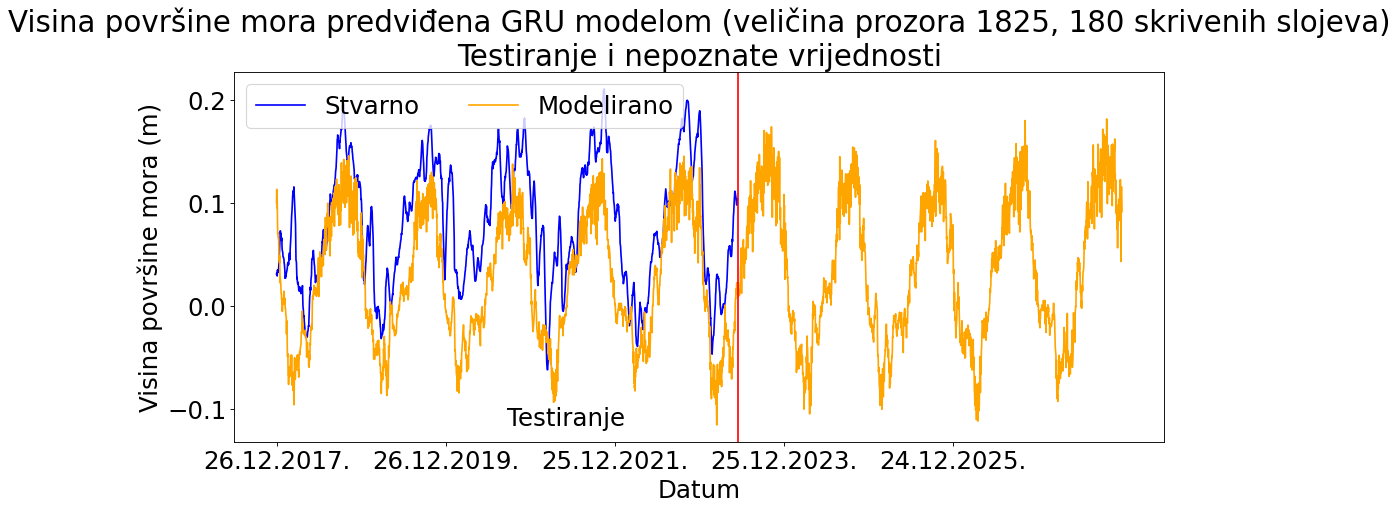 Visina površine mora predviđena GRU modelom (veličina prozora 1825, 180 skrivenih slojeva)
Testiranje i nepoznate vrijednosti
Stvarno
Modelirano
Visina površine mora (m)
0.2
0.1
0.0
−0.1
Testiranje
26.12.2017.
26.12.2019.
25.12.2021.
25.12.2023.
24.12.2025.
Datum